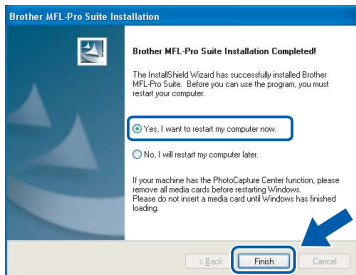 Brother MFL-Pro Suite Installation
Brother MFL-Pro Suite Installation Completed!
The InstallShield Wizard has successfully installed Brother
MFL-Pro Suite. Before you can use the program, you must
restart your computer.
Yes, I want to restart my computer now.
No, I will restart my computer later.
If your machine has the PhotoCapture Center function, please
remove all media cards before restarting Windows.
Please do not insert a media card until Windows has finished
loading.
< Back Finish Cancel